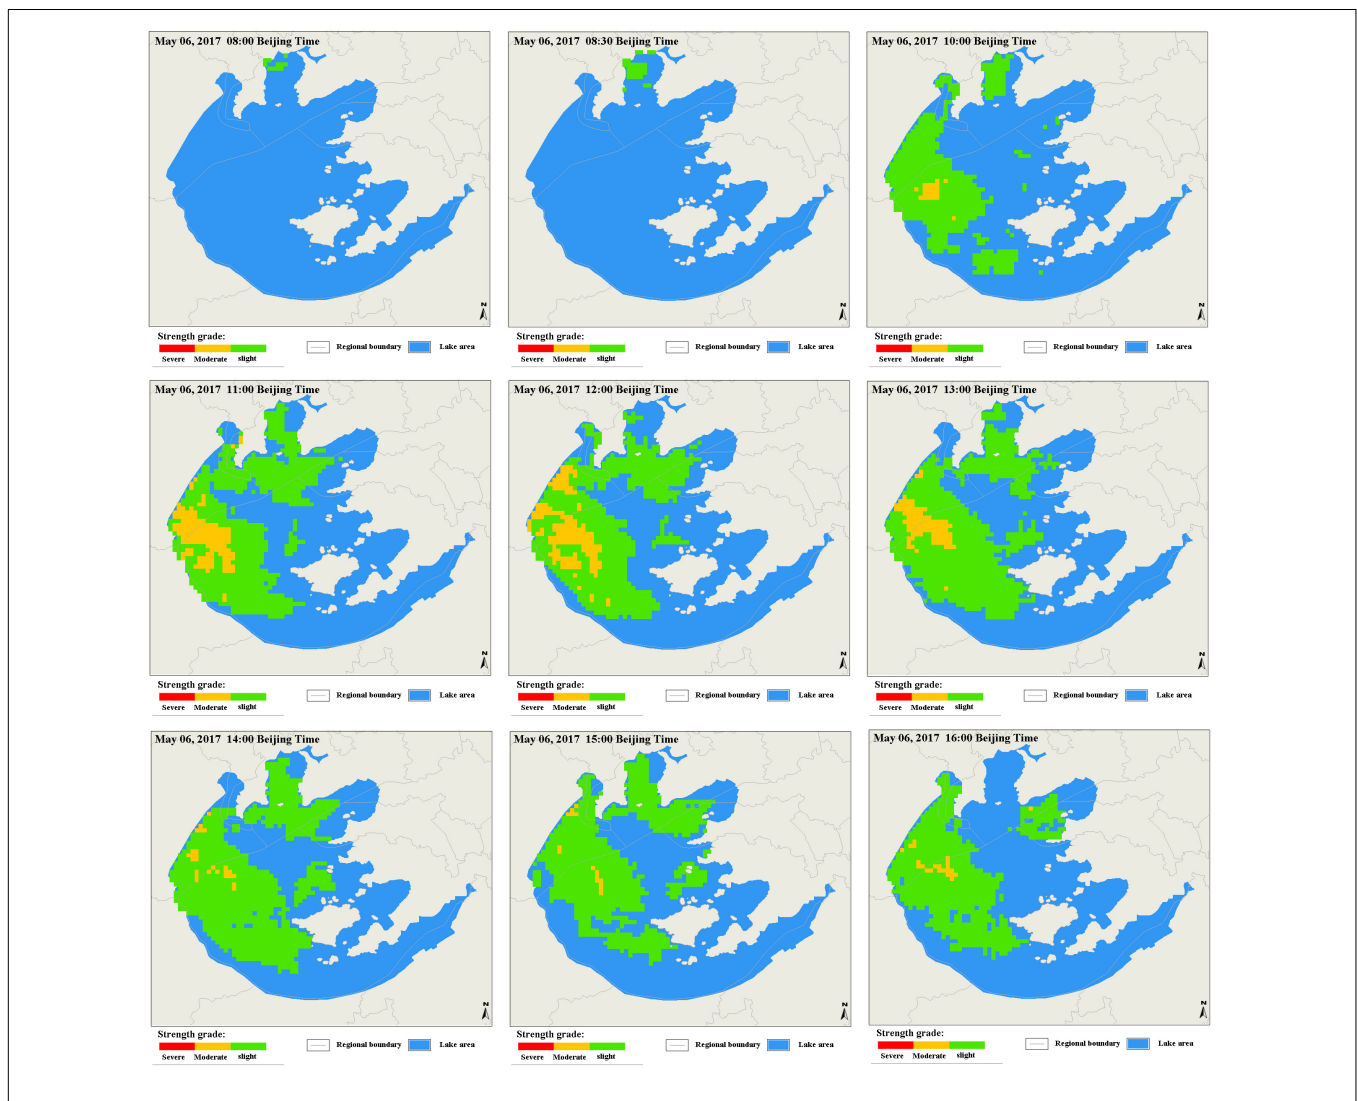 May 06, 2017 08:00 Beijing Time
N
Strength grade:
Severe Moderate slight
Regional boundary Lake area
May 06, 2017 08:30 Beijing Time
N
Strength grade:
Severe Moderate slight
Regional boundary Lake area
May 06, 2017 10:00 Beijing Time
N
Strength grade:
Severe Moderate slight
Regional boundary Lake area
May 06, 2017 11:00 Beijing Time
N
Strength grade:
Severe Moderate slight
Regional boundary Lake area
May 06, 2017 12:00 Beijing Time
N
Strength grade:
Severe Moderate slight
Regional boundary Lake area
May 06, 2017 13:00 Beijing Time
N
Strength grade:
Severe Moderate slight
Regional boundary Lake area
May 06, 2017 14:00 Beijing Time
N
Strength grade:
Severe Moderate slight
Regional boundary Lake area
May 06, 2017 15:00 Beijing Time
N
Strength grade:
Severe Moderate slight
Regional boundary Lake area
May 06, 2017 16:00 Beijing Time
N
Strength grade:
Severe Moderate slight
Regional boundary Lake area